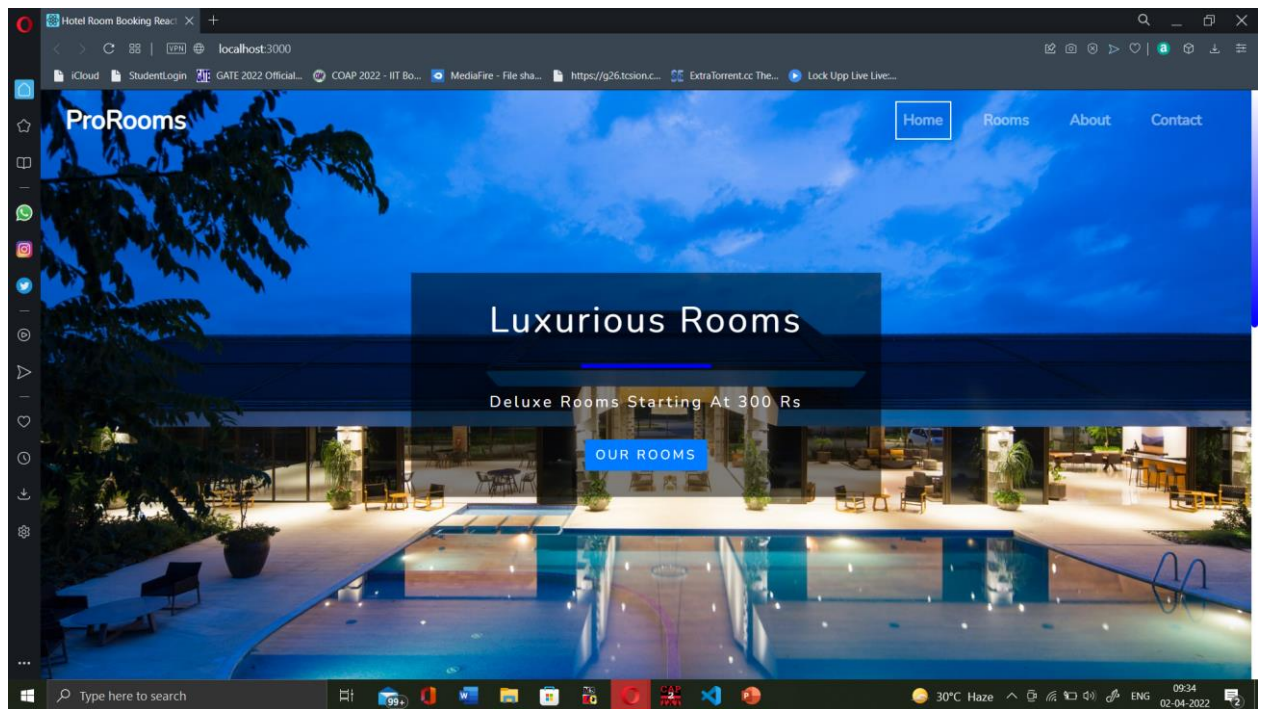 Hotel Room Booking React
VPN localhost:3000
iCloud StudentLogin GATE 2022 Official... COAP 2022 - IIT Bo... MediaFire - File sha... https://g26.tcsion.c... ExtraTorrent.cc The... Lock Upp Live Live:...
ProRooms Home Rooms About Contact
Luxurious Rooms
Deluxe Rooms Starting At 300 Rs
OUR ROOMS
Type here to search 99+ 30°C Haze ENG 09:34
02-04-2022 2